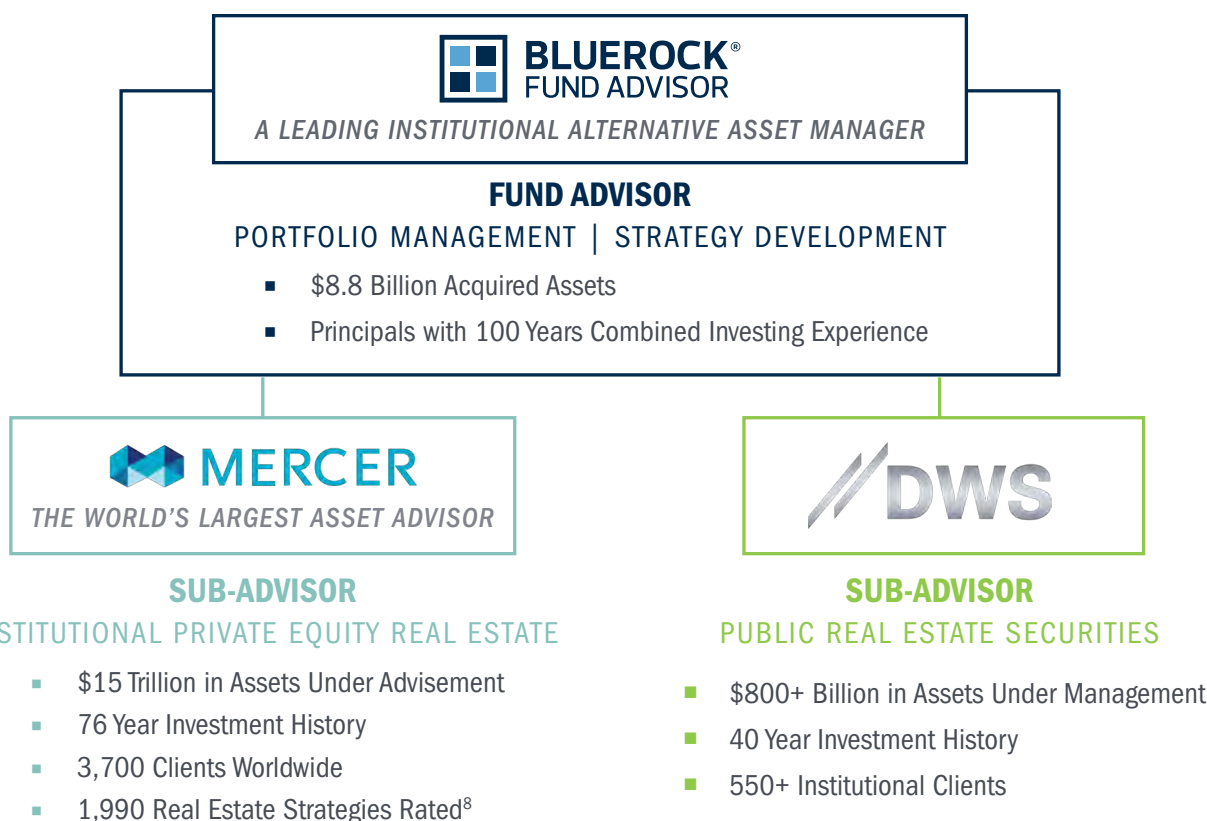 BLUEROCK®
FUND ADVISOR
A LEADING INSTITUTIONAL ALTERNATIVE ASSET MANAGER
FUND ADVISOR
PORTFOLIO MANAGEMENT | STRATEGY DEVELOPMENT
▪ $8.8 Billion Acquired Assets
▪ Principals with 100 Years Combined Investing Experience
MERCER
THE WORLD'S LARGEST ASSET ADVISOR
SUB-ADVISOR
STITUTIONAL PRIVATE EQUITY REAL ESTATE
▪ $15 Trillion in Assets Under Advisement
▪ 76 Year Investment History
▪ 3,700 Clients Worldwide
▪ 1,990 Real Estate Strategies Rated⁸
DWS
SUB-ADVISOR
PUBLIC REAL ESTATE SECURITIES
▪ $800+ Billion in Assets Under Management
▪ 40 Year Investment History
▪ 550+ Institutional Clients